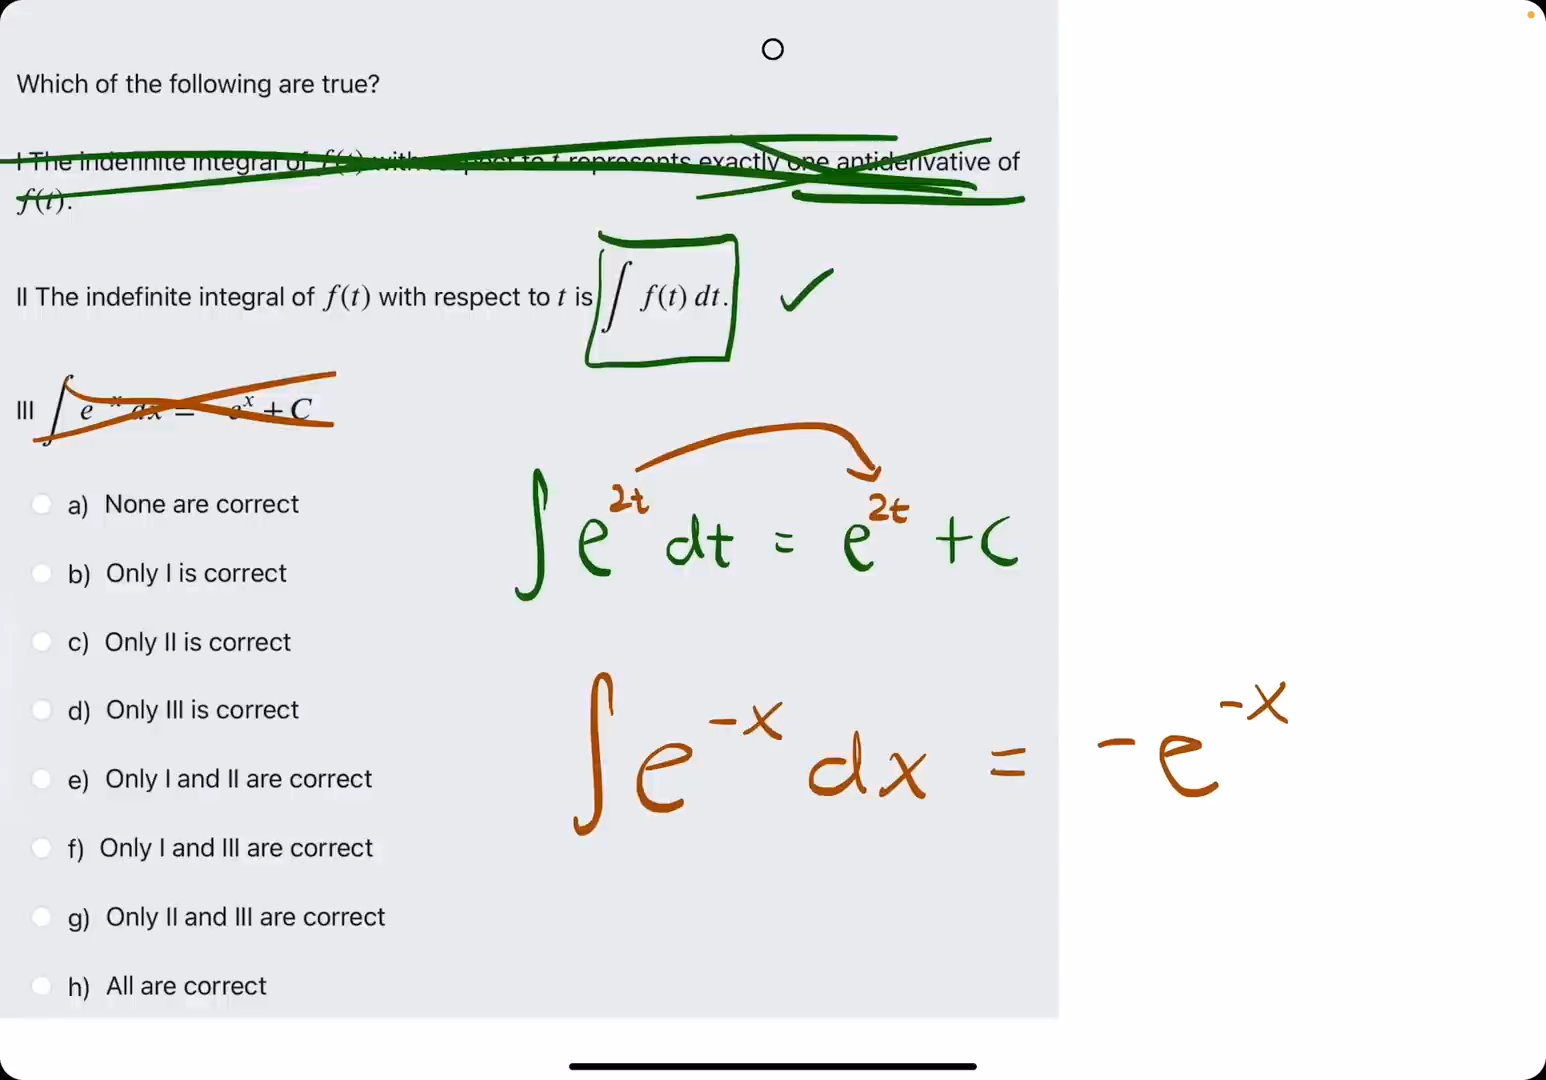 Which of the following are true?
I The indefinite integral of f(t) with respect to t represents exactly one antiderivative of
f(t).
II The indefinite integral of f(t) with respect to t is ∫ f(t) dt. ✓
III ∫ e^x dx = e^x + C
∫ e^2t dt = e^2t + C
a) None are correct
b) Only I is correct
c) Only II is correct
d) Only III is correct
∫ e^-x dx = -e^-x
e) Only I and II are correct
f) Only I and III are correct
g) Only II and III are correct
h) All are correct